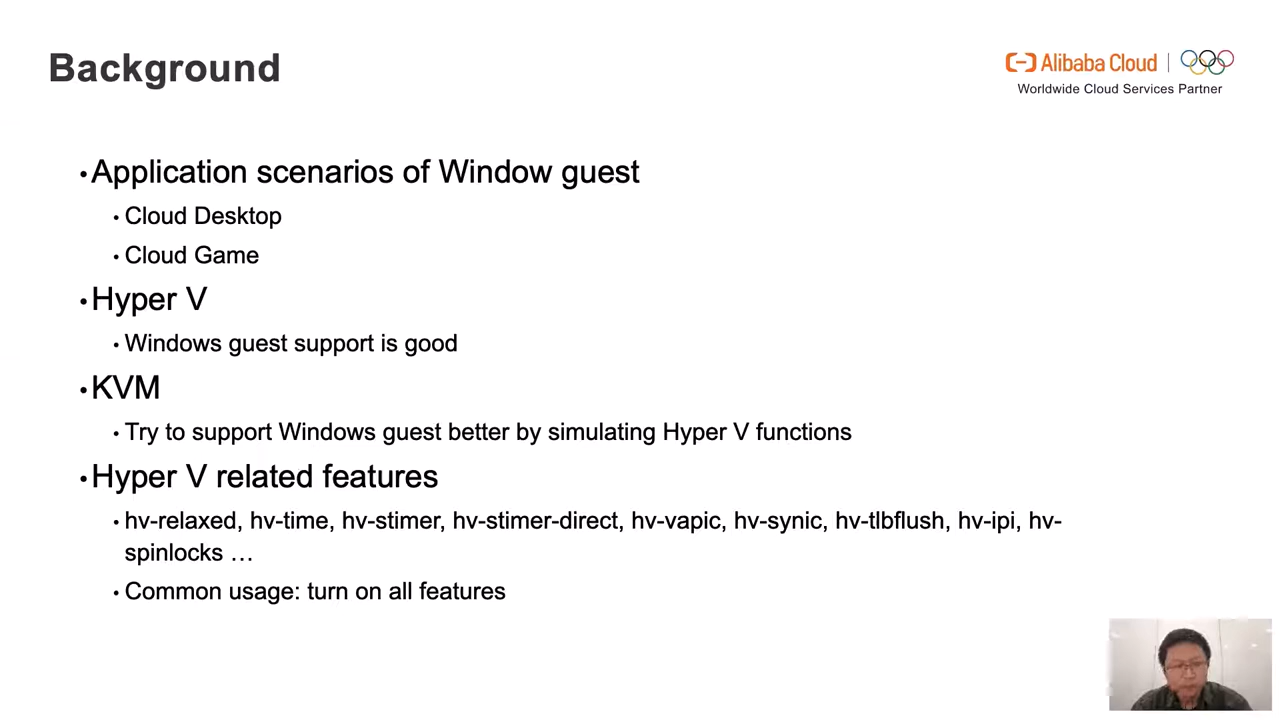 Background
Alibaba Cloud
Worldwide Cloud Services Partner
•Application scenarios of Window guest
• Cloud Desktop
• Cloud Game
•Hyper V
• Windows guest support is good
•KVM
• Try to support Windows guest better by simulating Hyper V functions
•Hyper V related features
• hv-relaxed, hv-time, hv-stimer, hv-stimer-direct, hv-vapic, hv-synic, hv-tlbflush, hv-ipi, hv-
spinlocks …
• Common usage: turn on all features